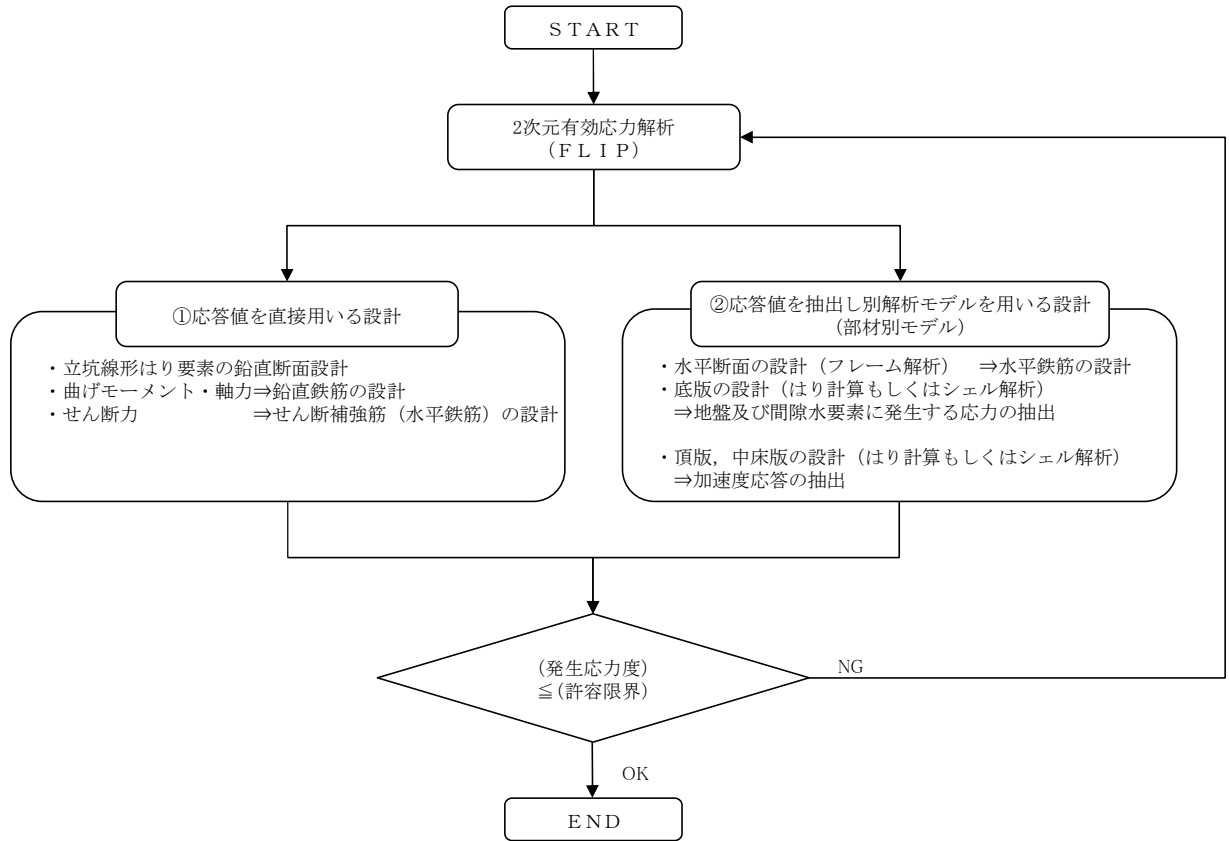 ＳＴＡＲＴ
2次元有効応力解析
(ＦＬＩＰ)
①応答値を直接用いる設計
・立坑線形はり要素の鉛直断面設計
・曲げモーメント・軸力⇒鉛直鉄筋の設計
・せん断力　　　　　　⇒せん断補強筋（水平鉄筋）の設計
②応答値を抽出し別解析モデルを用いる設計
(部材別モデル)
・水平断面の設計（フレーム解析）　⇒水平鉄筋の設計
・底版の設計（はり計算もしくはシェル解析）
⇒地盤及び間隙水要素に発生する応力の抽出
・頂版，中床版の設計（はり計算もしくはシェル解析）
⇒加速度応答の抽出
(発生応力度)
≦(許容限界)
NG
OK
ＥＮＤ